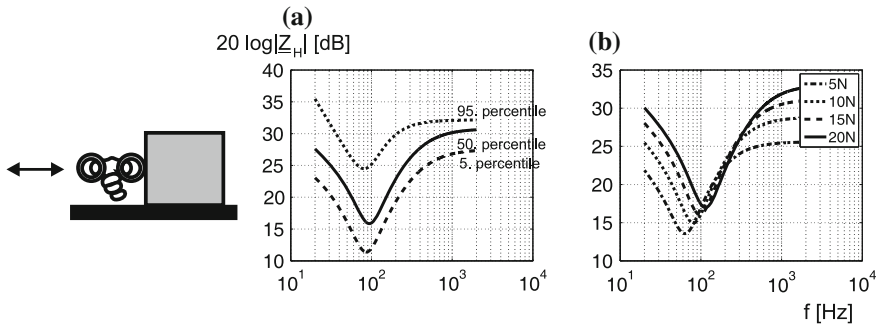 (a)
20 log|Z_H| [dB]
40
35
30
25
20
15
10
10^1
10^2
10^3
10^4
95. percentile
50. percentile
5. percentile
(b)
35
30
25
20
15
10
10^1
10^2
10^3
10^4
5N
10N
15N
20N
f [Hz]